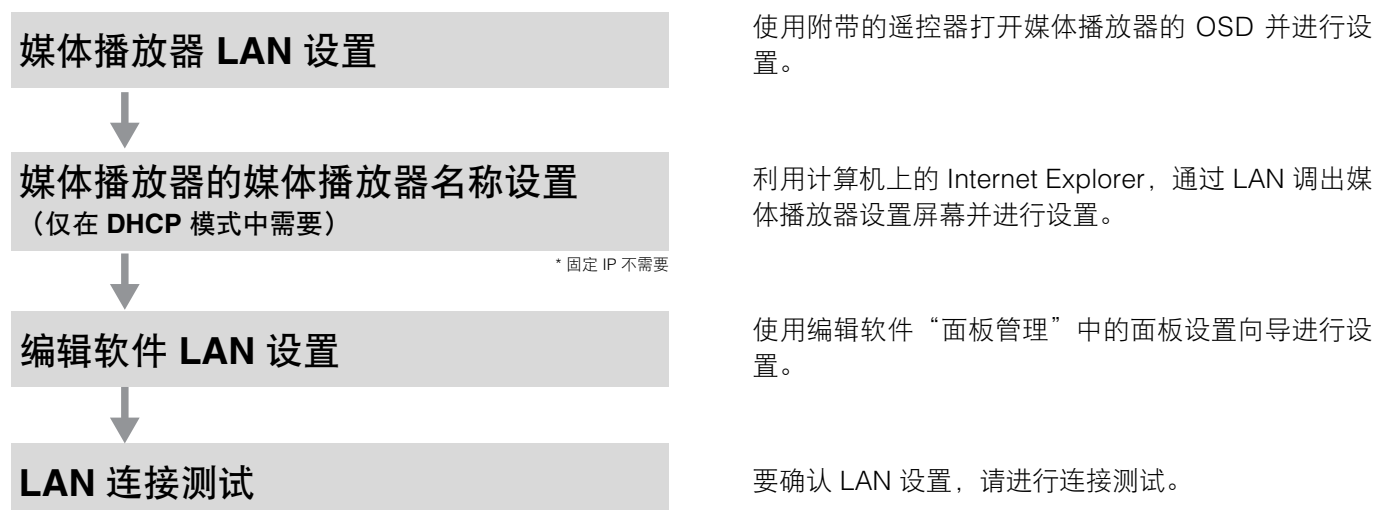 媒体播放器 LAN 设置
使用附带的遥控器打开媒体播放器的 OSD 并进行设
置。
媒体播放器的媒体播放器名称设置
（仅在 DHCP 模式中需要）
* 固定 IP 不需要
利用计算机上的 Internet Explorer，通过 LAN 调出媒
体播放器设置屏幕并进行设置。
编辑软件 LAN 设置
使用编辑软件“面板管理”中的面板设置向导进行设
置。
LAN 连接测试
要确认 LAN 设置，请进行连接测试。